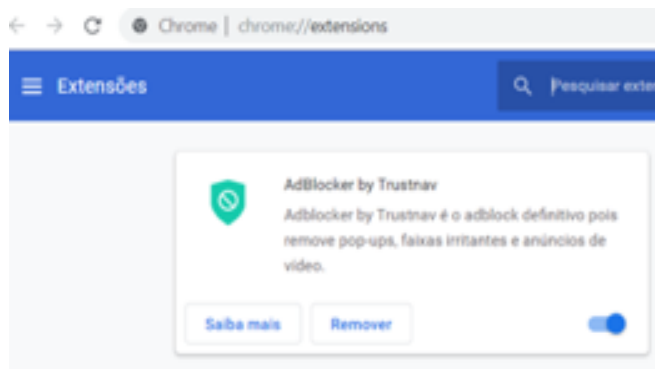 Chrome | chrome://extensions
Extensões
Pesquisar exte
AdBlocker by Trustnav
Adblocker by Trustnav é o adblock definitivo pois
remove pop-ups, faixas irritantes e anúncios de
vídeo.
Saiba mais
Remover